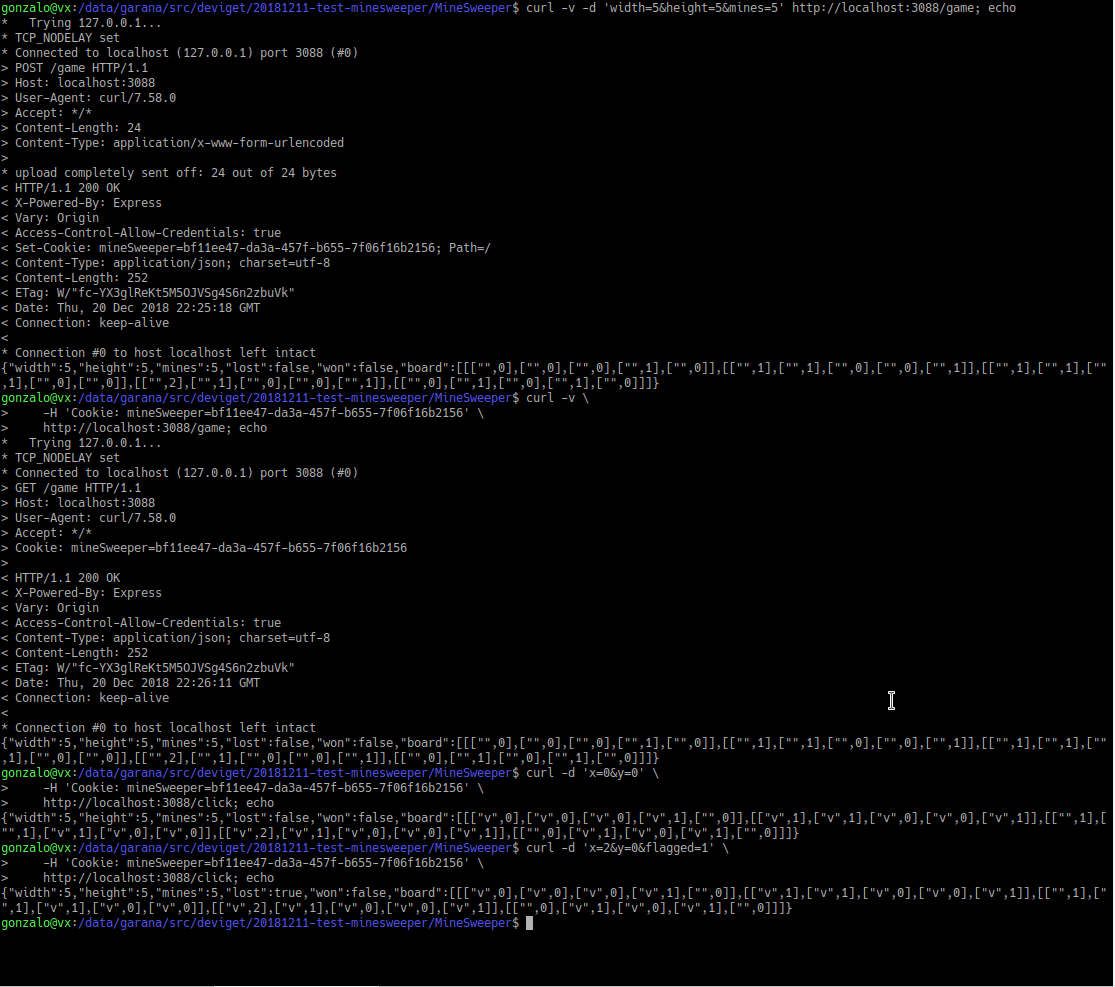 gonzalo@vx:/data/garana/src/deviget/20181211-test-minesweeper/MineSweeper$ curl -v -d 'width=5&height=5&mines=5' http://localhost:3088/game; echo
*   Trying 127.0.0.1...
* TCP_NODELAY set
* Connected to localhost (127.0.0.1) port 3088 (#0)
> POST /game HTTP/1.1
> Host: localhost:3088
> User-Agent: curl/7.58.0
> Accept: */*
> Content-Length: 24
> Content-Type: application/x-www-form-urlencoded
>
* upload completely sent off: 24 out of 24 bytes
< HTTP/1.1 200 OK
< X-Powered-By: Express
< Vary: Origin
< Access-Control-Allow-Credentials: true
< Set-Cookie: mineSweeper=bf11ee47-da3a-457f-b655-7f06f16b2156; Path=/
< Content-Type: application/json; charset=utf-8
< Content-Length: 252
< ETag: W/"fc-YX3glReKt5M5OJVSg4S6n2zbuVk"
< Date: Thu, 20 Dec 2018 22:25:18 GMT
< Connection: keep-alive
<
* Connection #0 to host localhost left intact
{"width":5,"height":5,"mines":5,"lost":false,"won":false,"board":[[["",0],["",0],["",0],["",1],["",0]],[["",1],["",1],["",0],["",0],["",1]],[["",1],["",1],[""
,1],["",0],["",0]],[["",2],["",1],["",0],["",0],["",1]],[["",0],["",1],["",0],["",1],["",0]]]}
gonzalo@vx:/data/garana/src/deviget/20181211-test-minesweeper/MineSweeper$ curl -v \
>     -H 'Cookie: mineSweeper=bf11ee47-da3a-457f-b655-7f06f16b2156' \
>     http://localhost:3088/game; echo
*   Trying 127.0.0.1...
* TCP_NODELAY set
* Connected to localhost (127.0.0.1) port 3088 (#0)
> GET /game HTTP/1.1
> Host: localhost:3088
> User-Agent: curl/7.58.0
> Accept: */*
> Cookie: mineSweeper=bf11ee47-da3a-457f-b655-7f06f16b2156
>
< HTTP/1.1 200 OK
< X-Powered-By: Express
< Vary: Origin
< Access-Control-Allow-Credentials: true
< Content-Type: application/json; charset=utf-8
< Content-Length: 252
< ETag: W/"fc-YX3glReKt5M5OJVSg4S6n2zbuVk"
< Date: Thu, 20 Dec 2018 22:26:11 GMT
< Connection: keep-alive
<
* Connection #0 to host localhost left intact
{"width":5,"height":5,"mines":5,"lost":false,"won":false,"board":[[["",0],["",0],["",0],["",1],["",0]],[["",1],["",1],["",0],["",0],["",1]],[["",1],["",1],[""
,1],["",0],["",0]],[["",2],["",1],["",0],["",0],["",1]],[["",0],["",1],["",0],["",1],["",0]]]}
gonzalo@vx:/data/garana/src/deviget/20181211-test-minesweeper/MineSweeper$ curl -d 'x=0&y=0' \
>     -H 'Cookie: mineSweeper=bf11ee47-da3a-457f-b655-7f06f16b2156' \
>     http://localhost:3088/click; echo
{"width":5,"height":5,"mines":5,"lost":false,"won":false,"board":[[["v",0],["v",0],["v",0],["v",1],["",0]],[["v",1],["v",1],["v",0],["v",0],["v",1]],[["",1],[
"",1],["v",1],["v",0],["v",0]],[["v",2],["v",1],["v",0],["v",0],["v",1]],[["",0],["v",1],["v",0],["v",1],["",0]]]}
gonzalo@vx:/data/garana/src/deviget/20181211-test-minesweeper/MineSweeper$ curl -d 'x=2&y=0&flagged=1' \
>     -H 'Cookie: mineSweeper=bf11ee47-da3a-457f-b655-7f06f16b2156' \
>     http://localhost:3088/click; echo
{"width":5,"height":5,"mines":5,"lost":true,"won":false,"board":[[["v",0],["v",0],["v",0],["v",1],["",0]],[["v",1],["v",1],["v",0],["v",0],["v",1]],[["",1],["
",1],["v",1],["v",0],["v",0]],[["v",2],["v",1],["v",0],["v",0],["v",1]],[["",0],["v",1],["v",0],["v",1],["",0]]]}
gonzalo@vx:/data/garana/src/deviget/20181211-test-minesweeper/MineSweeper$